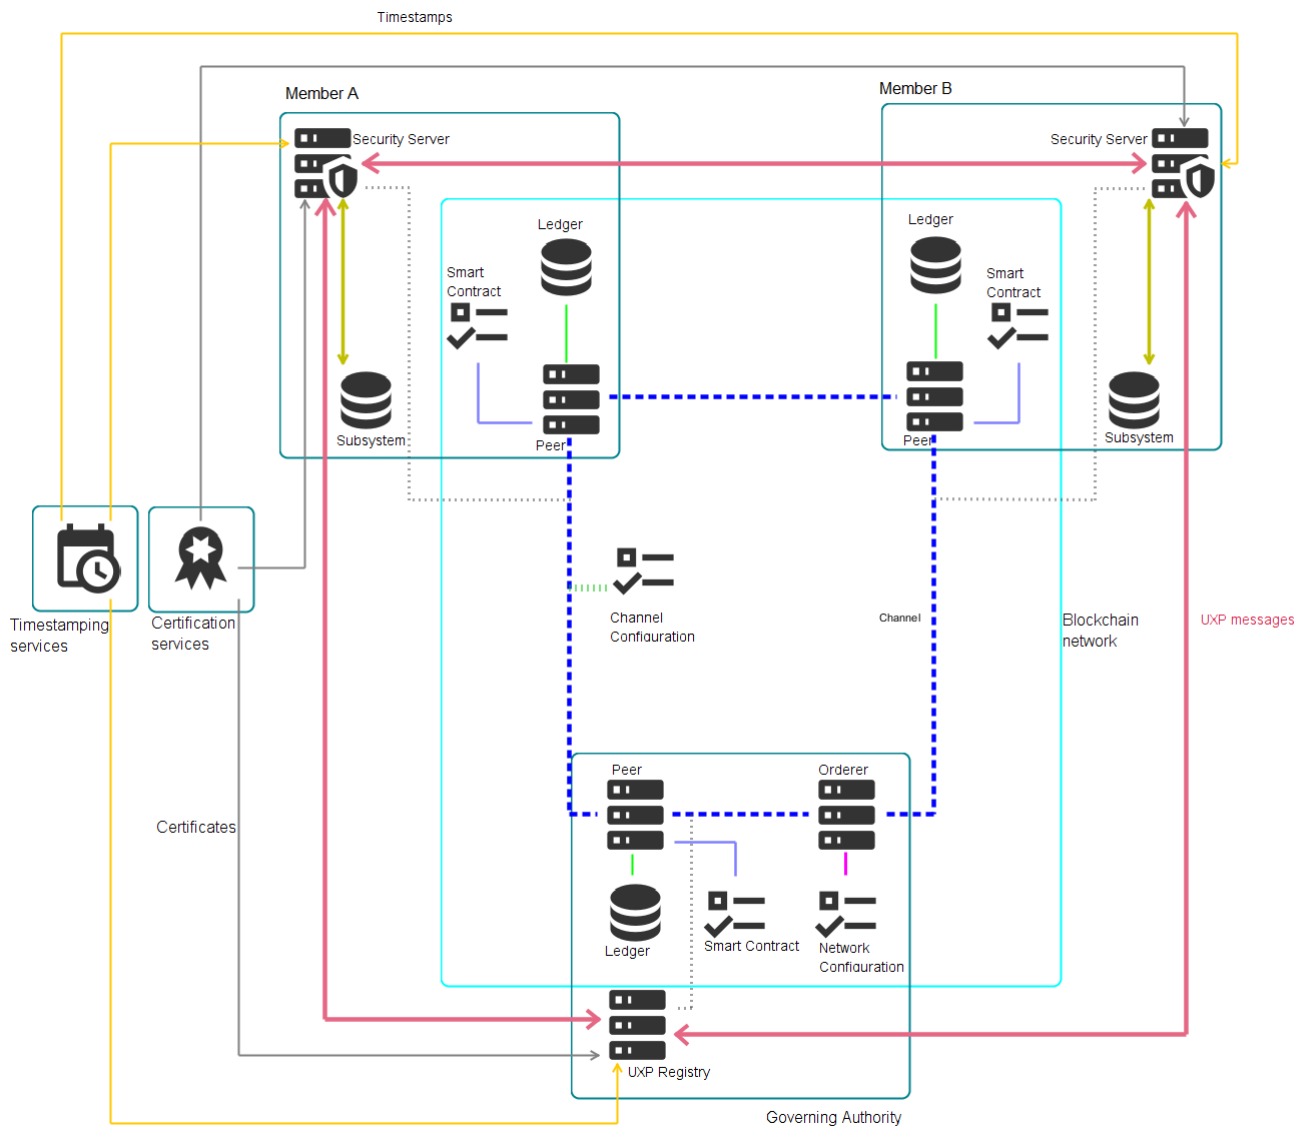 Timestamps
Member A
Member B
Security Server
Security Server
Ledger
Ledger
Smart
Contract
Smart
Contract
Subsystem
Peer
Peer
Subsystem
Timestamping
services
Certification
services
Channel
Configuration
Channel
Blockchain
network
UXP messages
Peer
Orderer
Certificates
Ledger
Smart Contract
Network
Configuration
UXP Registry
Governing Authority